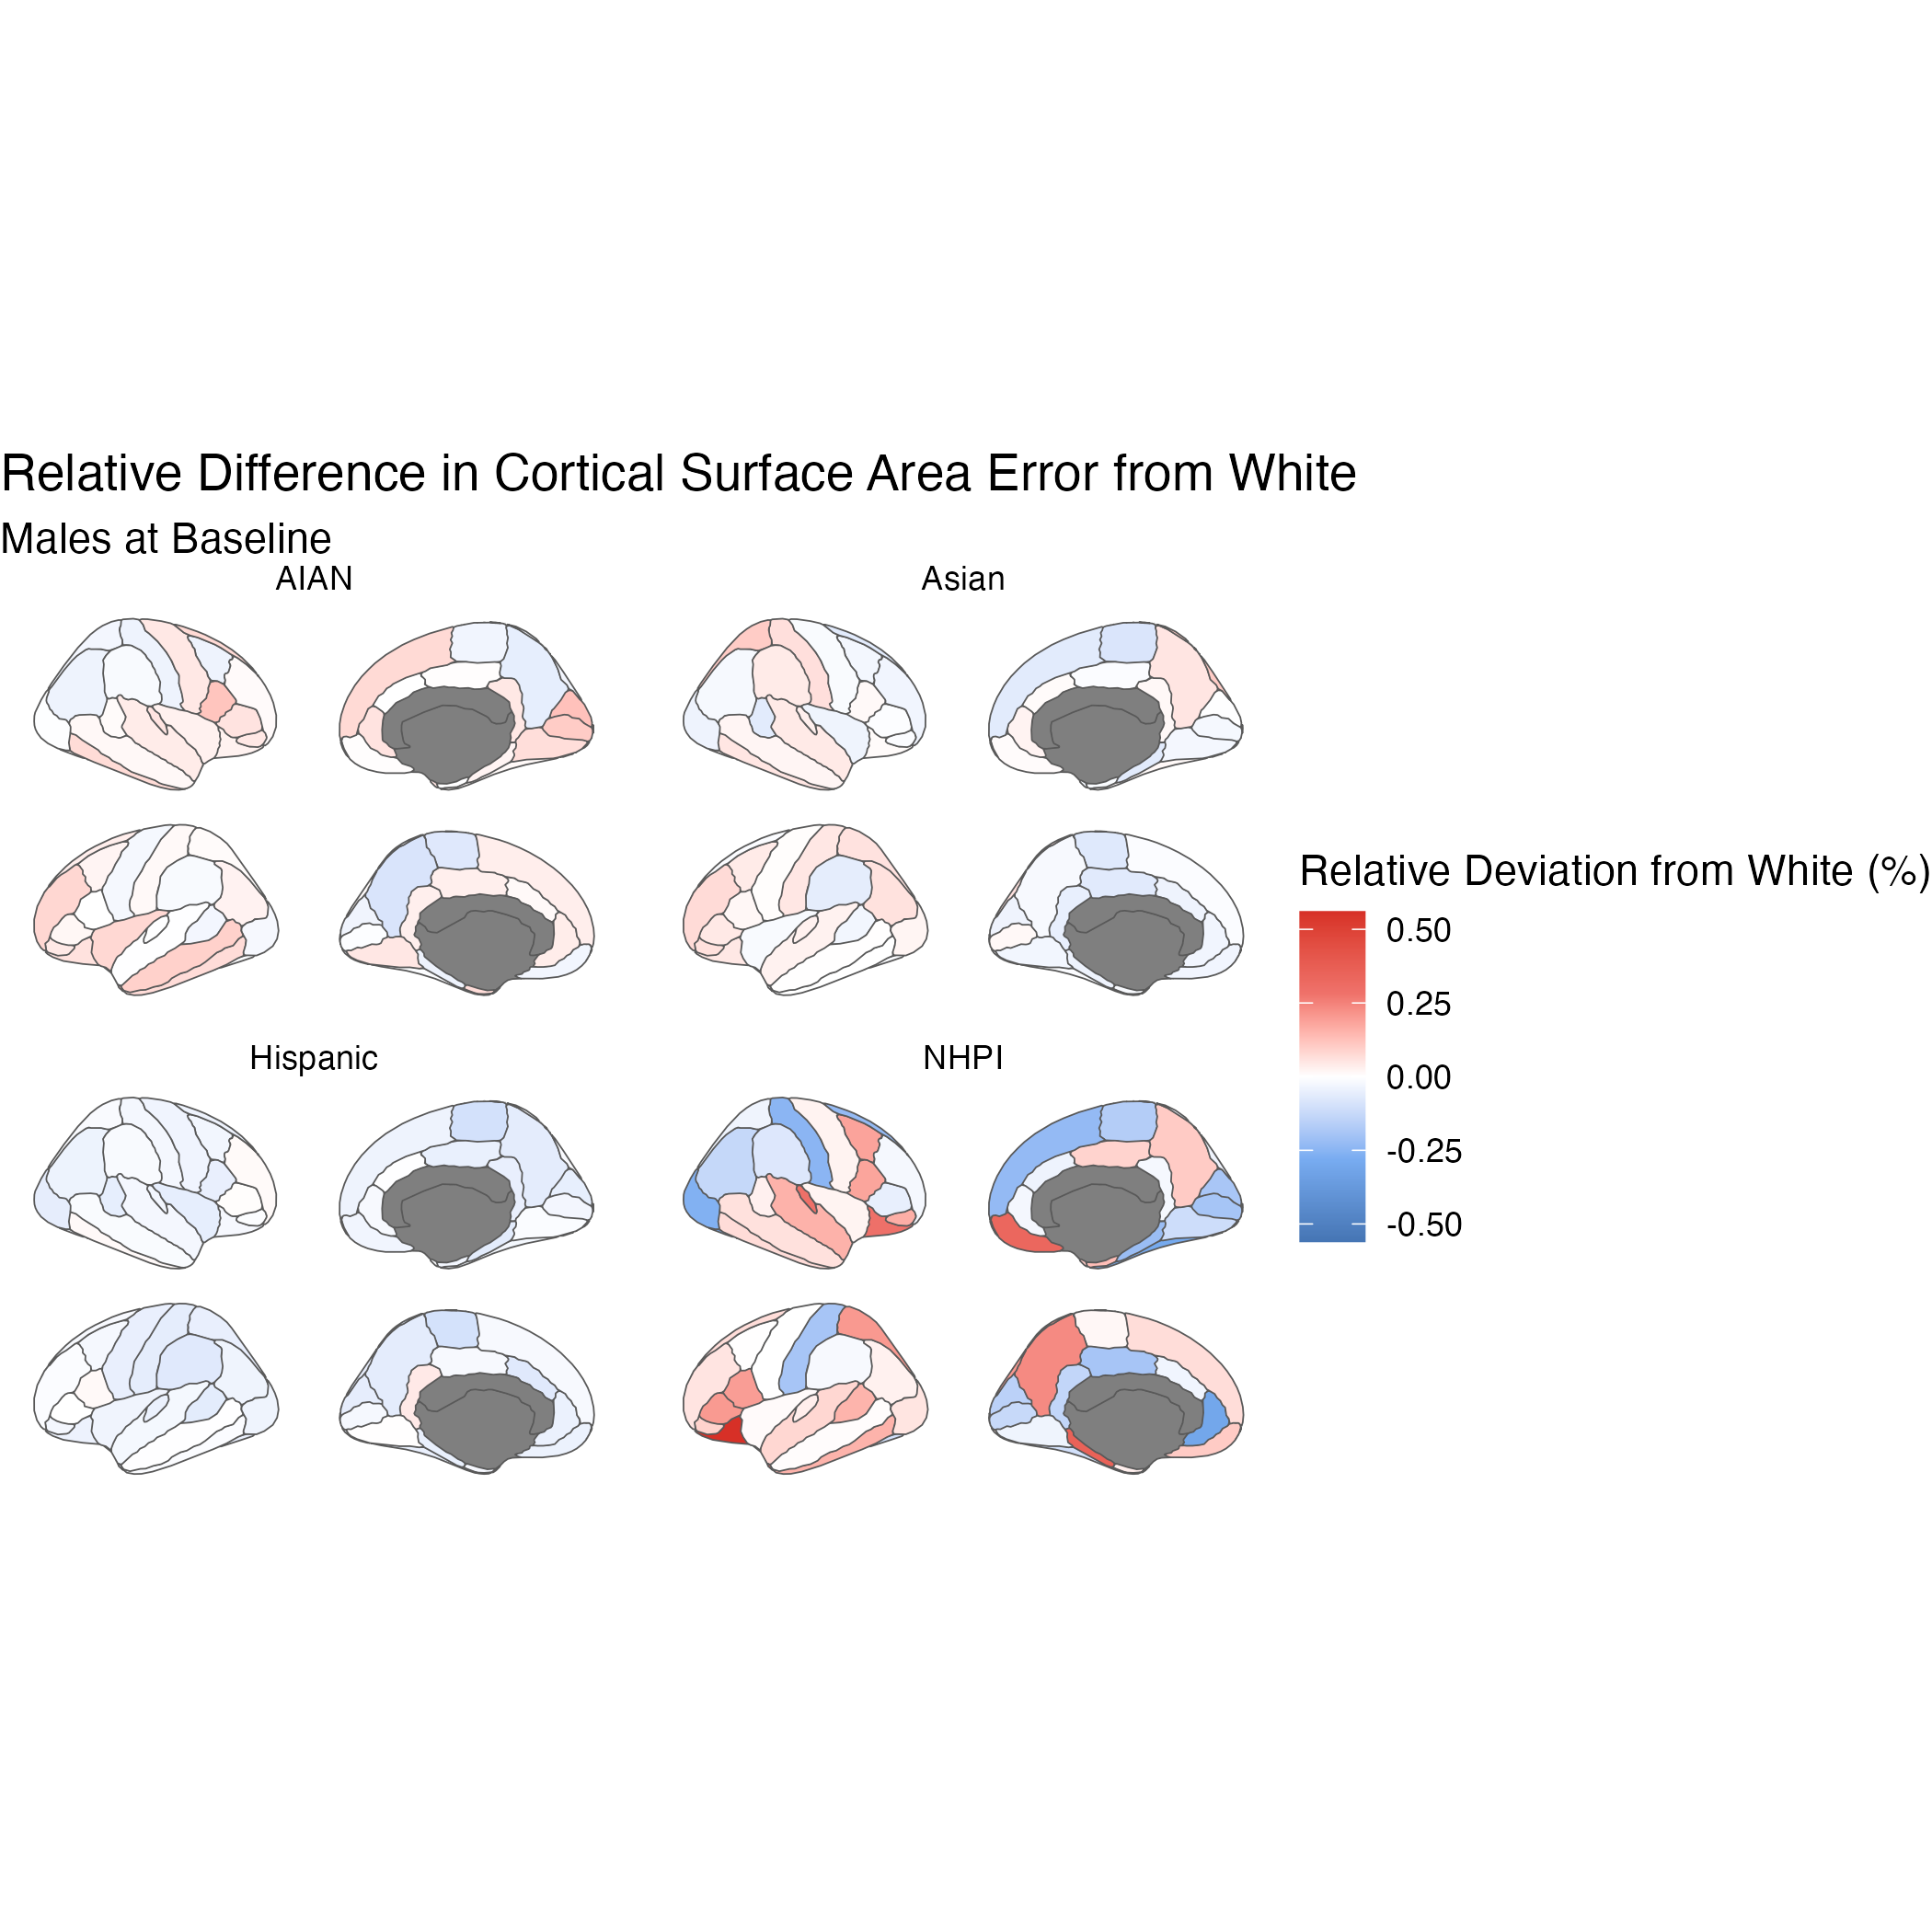 Relative Difference in Cortical Surface Area Error from White
Males at Baseline
AIAN
Asian
Hispanic
NHPI
Relative Deviation from White (%)
0.50
0.25
0.00
-0.25
-0.50